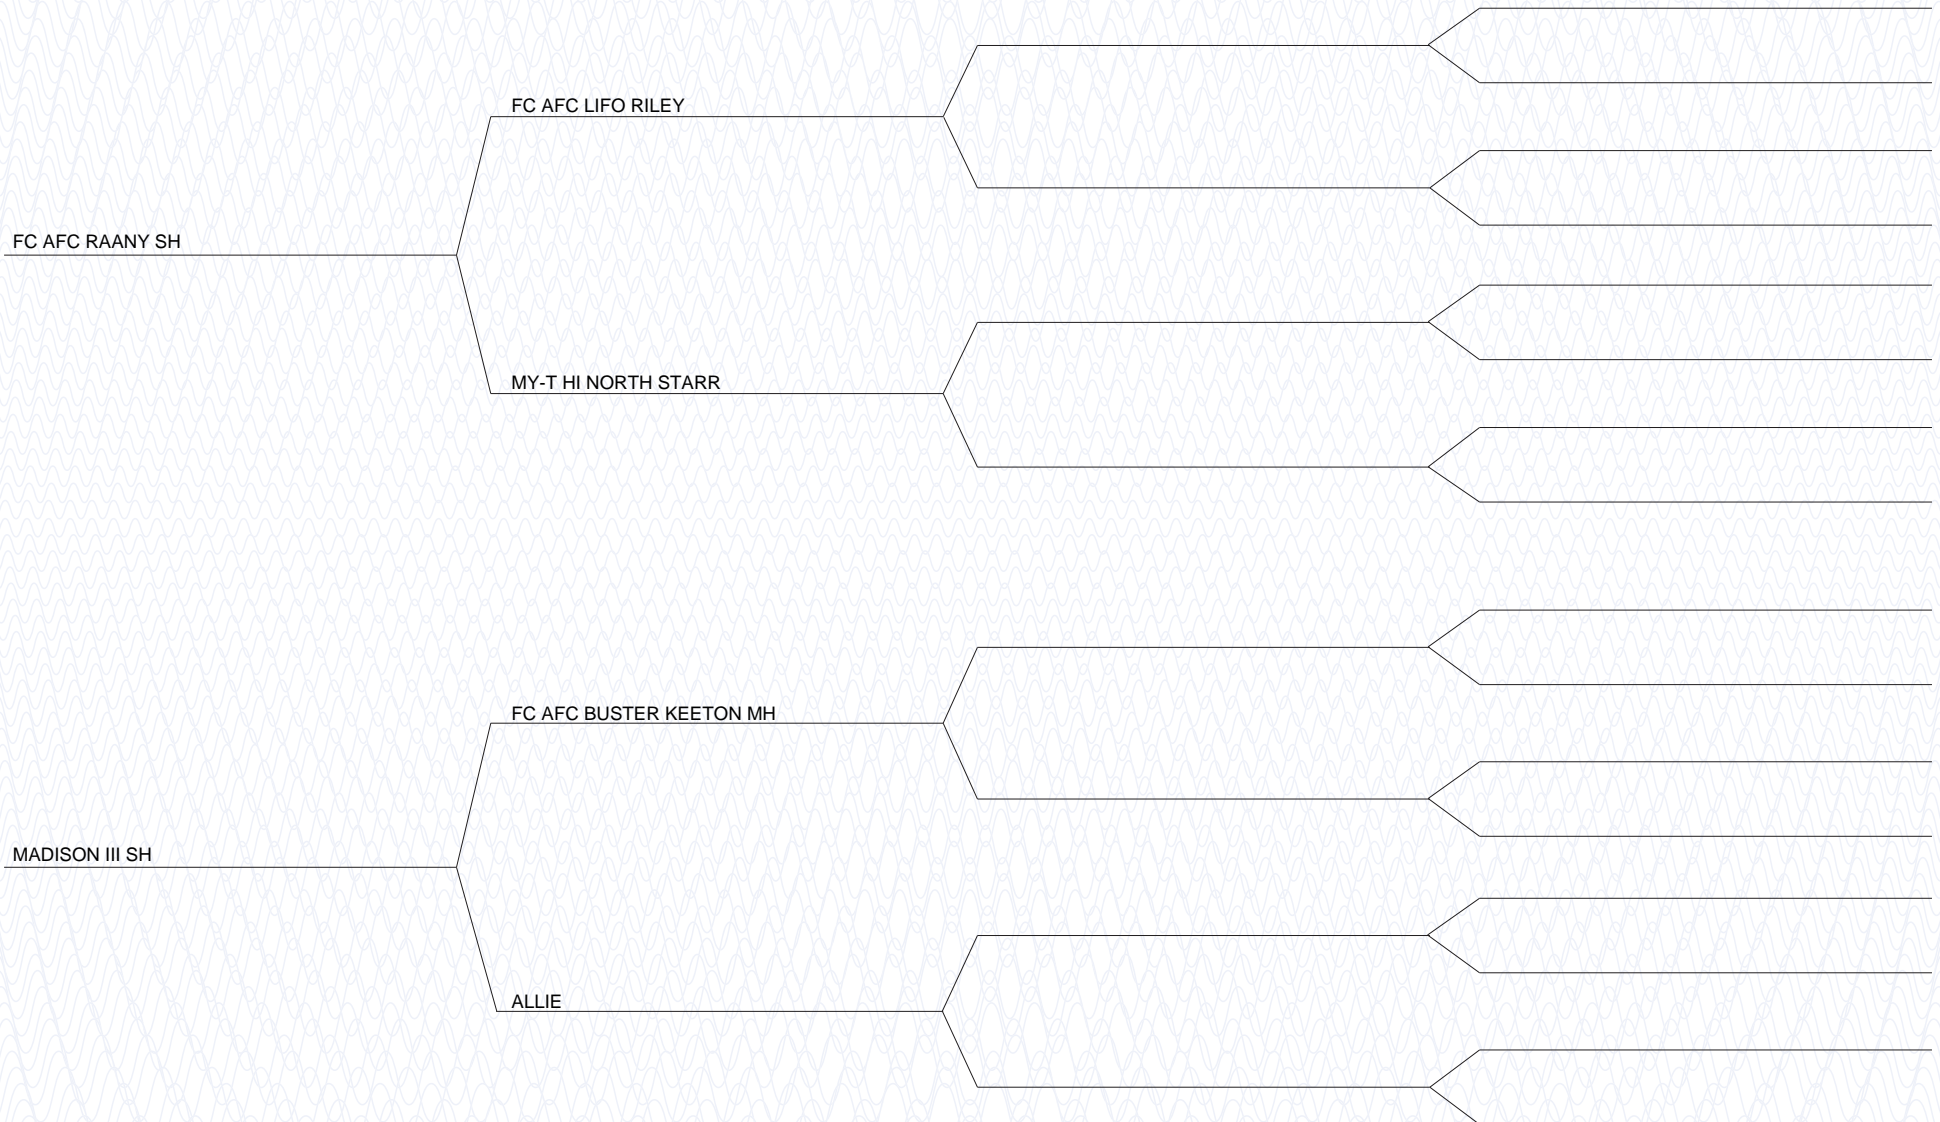 FC AFC LIFO RILEY
FC AFC RAANY SH
MY-T HI NORTH STARR
FC AFC BUSTER KEETON MH
MADISON III SH
ALLIE